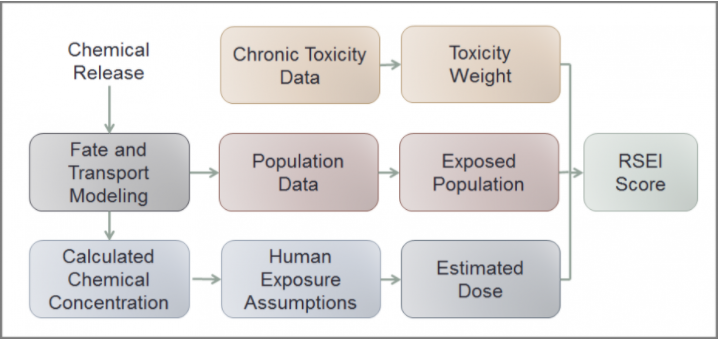 Chemical
Release
Chronic Toxicity
Data
Toxicity
Weight
Fate and
Transport
Modeling
Population
Data
Exposed
Population
RSEI
Score
Calculated
Chemical
Concentration
Human
Exposure
Assumptions
Estimated
Dose